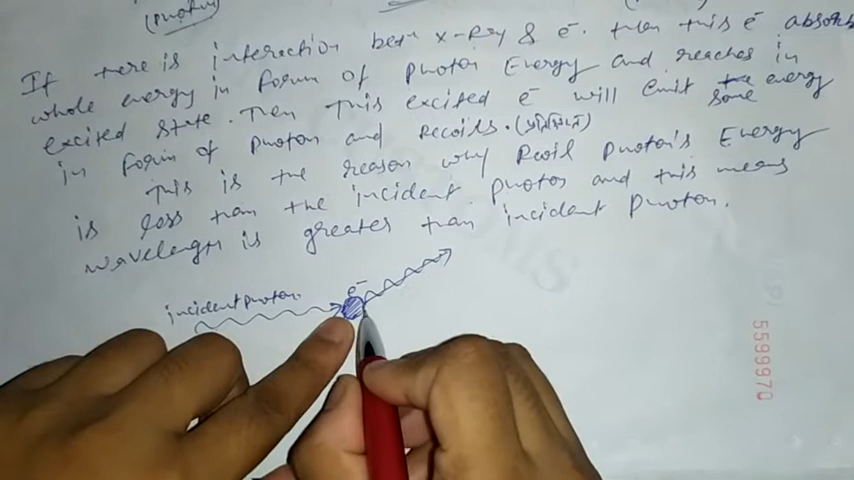 (Photon)
If there is interaction betⁿ x-Ray & e⁻. then this e⁻ absorb
whole energy in form of photon Energy and reaches in
excited state. Then this excited e⁻ will emit some energy
in form of photon and Recoils.
This is the reason why Recoil photon's Energy
is less than the incident photon and this means
wavelength is greater than incident photon.
e⁻
incident photon
5599970